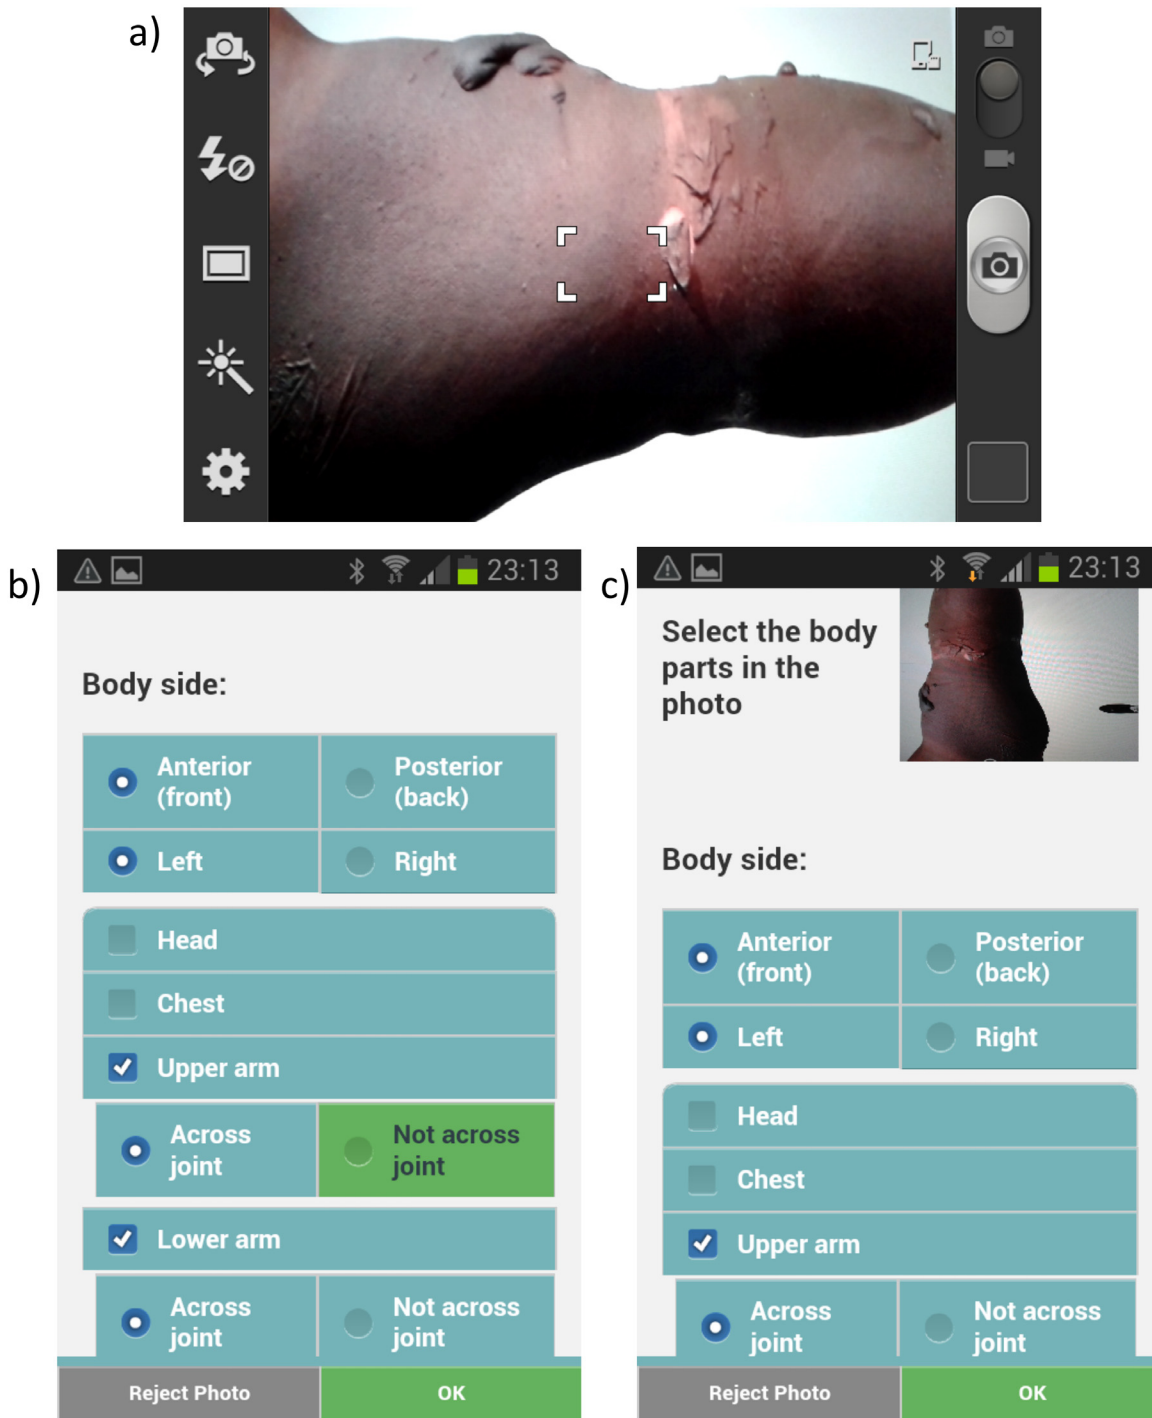 a)
b)
23:13
Body side:
Anterior
(front)
Posterior
(back)
Left
Right
Head
Chest
Upper arm
Across
joint
Not across
joint
Lower arm
Across
joint
Not across
joint
Reject Photo
OK
c)
23:13
Select the body
parts in the
photo
Body side:
Anterior
(front)
Posterior
(back)
Left
Right
Head
Chest
Upper arm
Across
joint
Not across
joint
Reject Photo
OK